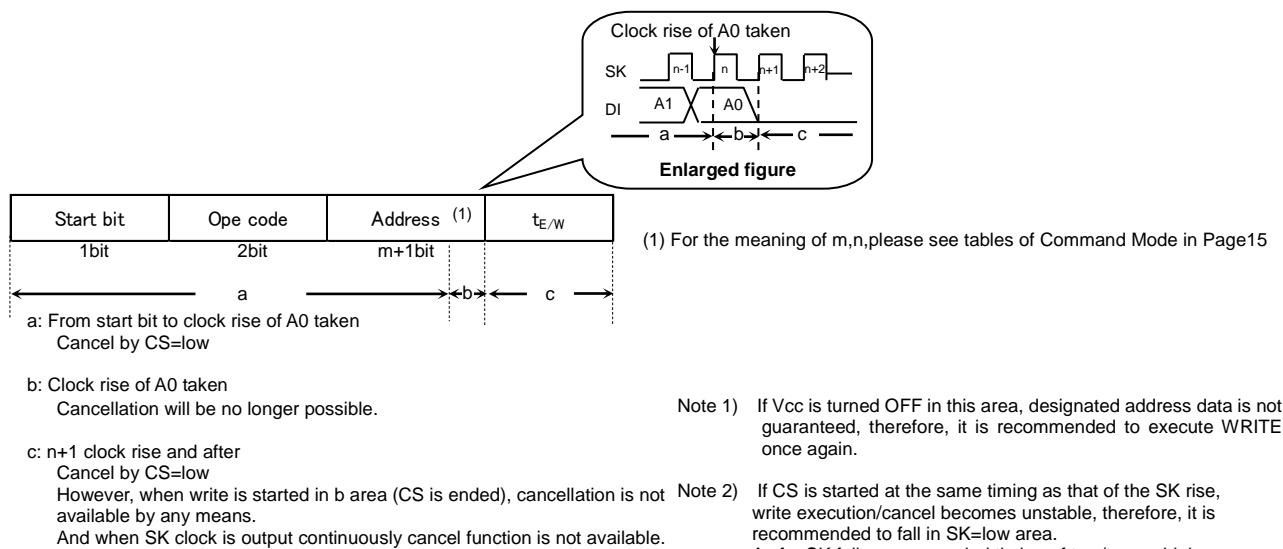 Clock rise of A0 taken
SK n-1 n n+1 n+2
DI A1 A0
a b c
Enlarged figure
Start bit Ope code Address (1) tE/W
1bit 2bit m+1bit
a b c
(1) For the meaning of m,n,please see tables of Command Mode in Page15
a: From start bit to clock rise of A0 taken
Cancel by CS=low
b: Clock rise of A0 taken
Cancellation will be no longer possible.
c: n+1 clock rise and after
Cancel by CS=low
However, when write is started in b area (CS is ended), cancellation is not
available by any means.
And when SK clock is output continuously cancel function is not available.
Note 1) If Vcc is turned OFF in this area, designated address data is not
guaranteed, therefore, it is recommended to execute WRITE
once again.
Note 2) If CS is started at the same timing as that of the SK rise,
write execution/cancel becomes unstable, therefore, it is
recommended to fall in SK=low area.